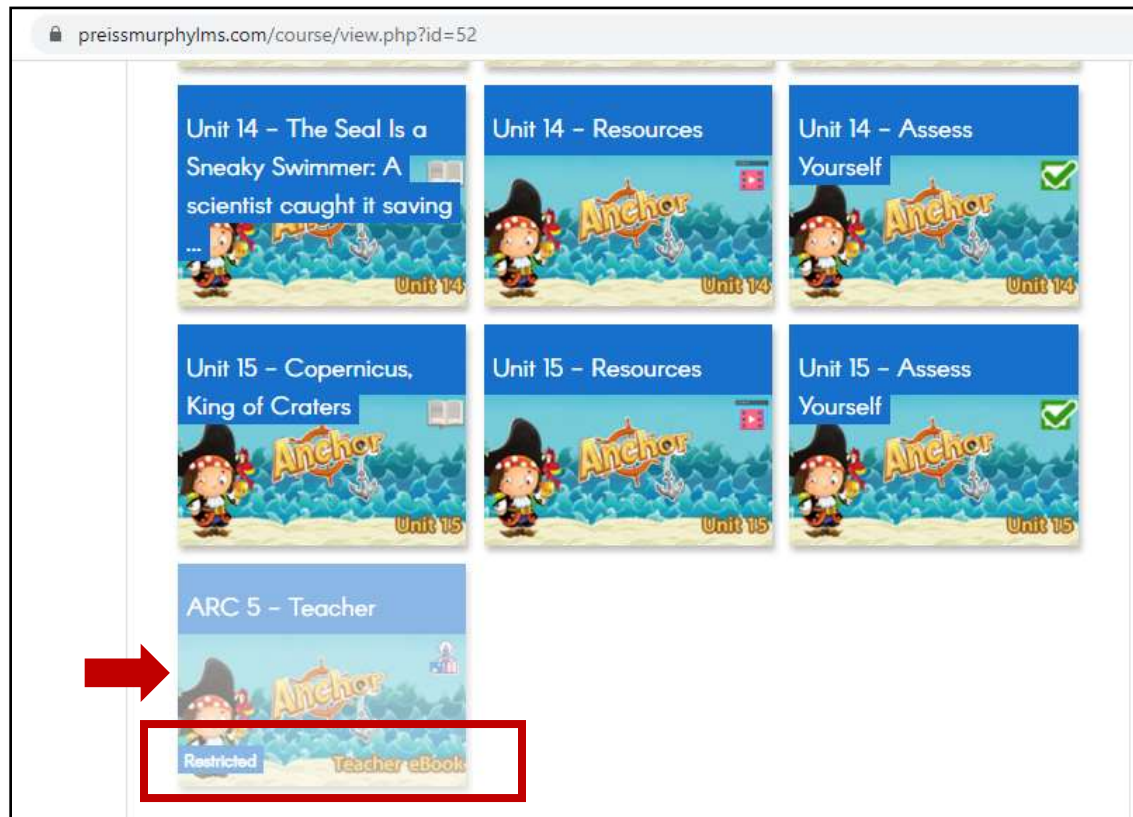 preissmurphylms.com/course/view.php?id=52
Unit 14 – The Seal Is a
Sneaky Swimmer: A
scientist caught it saving
...
Anchor
Unit 14
Unit 14 – Resources
Anchor
Unit 14
Unit 14 – Assess
Yourself
Anchor
Unit 14
Unit 15 – Copernicus,
King of Craters
Anchor
Unit 15
Unit 15 – Resources
Anchor
Unit 15
Unit 15 – Assess
Yourself
Anchor
Unit 15
ARC 5 – Teacher
Anchor
Restricted
Teacher eBook